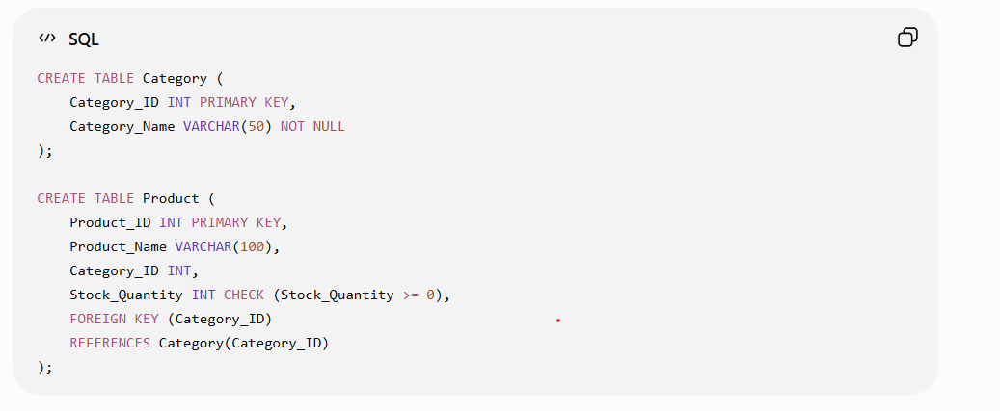 </> SQL
CREATE TABLE Category (
    Category_ID INT PRIMARY KEY,
    Category_Name VARCHAR(50) NOT NULL
);

CREATE TABLE Product (
    Product_ID INT PRIMARY KEY,
    Product_Name VARCHAR(100),
    Category_ID INT,
    Stock_Quantity INT CHECK (Stock_Quantity >= 0),
    FOREIGN KEY (Category_ID)
    REFERENCES Category(Category_ID)
);